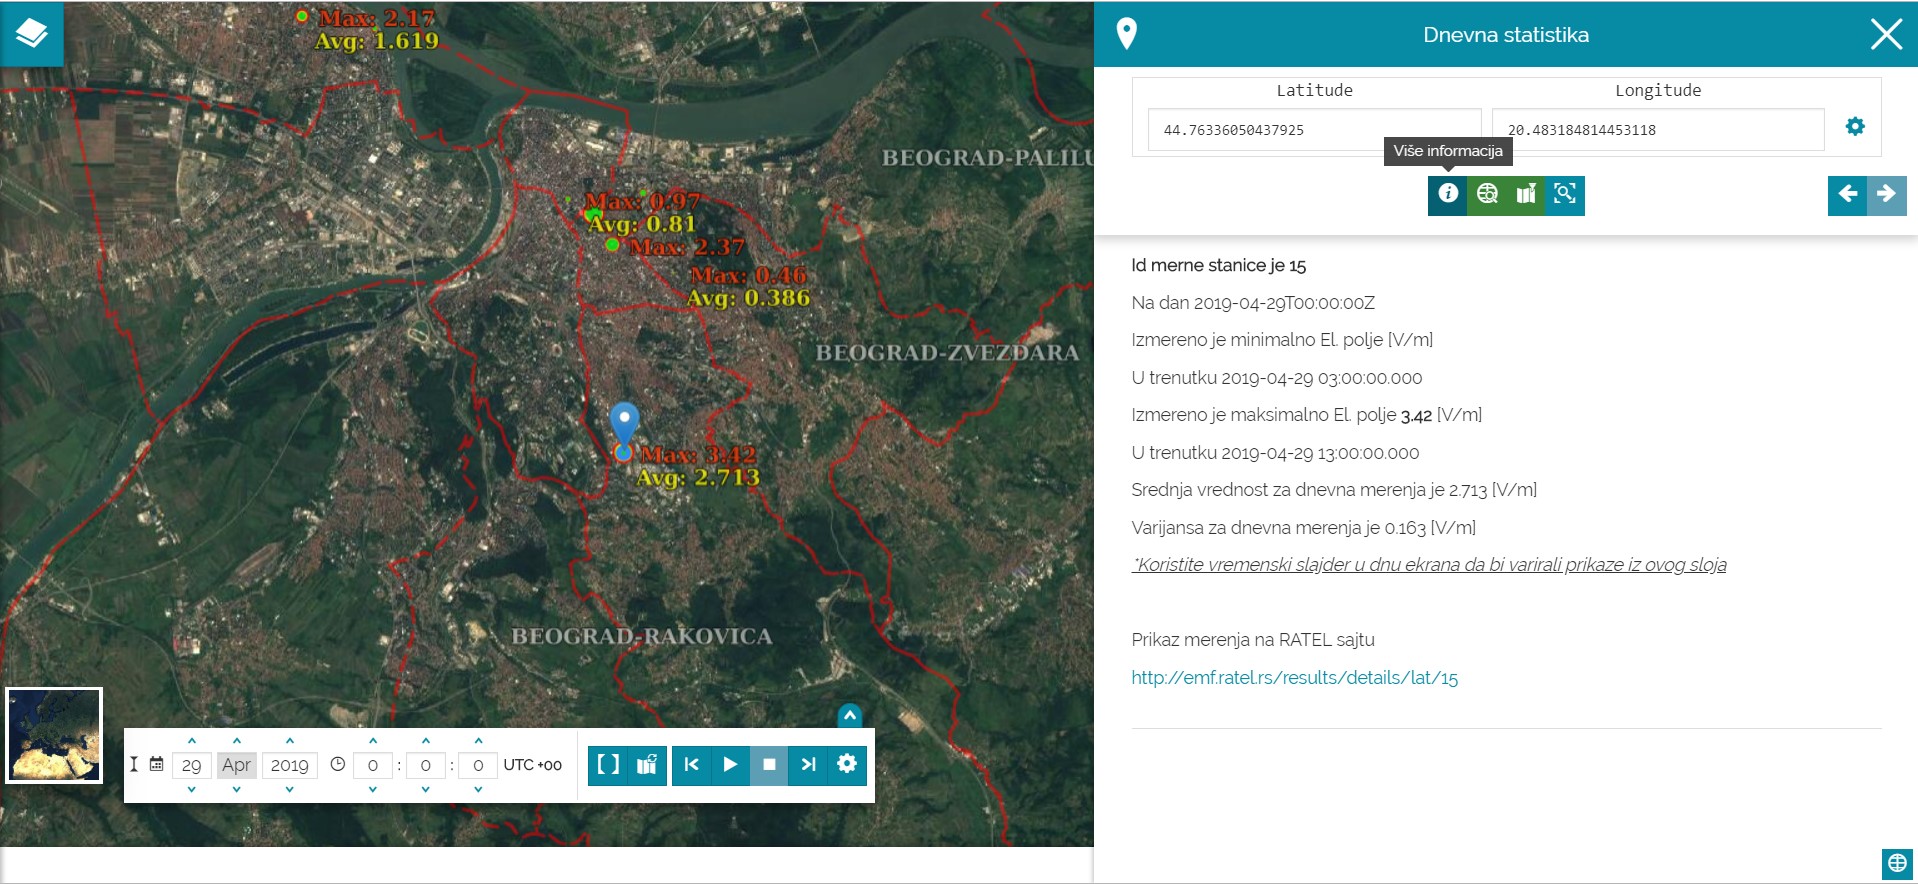 Max: 2.17
Avg: 1.619
BEOGRAD-PALILU
Max: 0.97
Avg: 0.81
Max: 2.37
Max: 0.46
Avg: 0.386
BEOGRAD-ZVEZDARA
Max: 3.42
Avg: 2.713
BEOGRAD-RAKOVICA
29 Apr 2019 0 : 0 : 0 UTC +00
Dnevna statistika
Latitude Longitude
44.76336050437925 20.483184814453118
Više informacija
Id merne stanice je 15
Na dan 2019-04-29T00:00:00Z
Izmereno je minimalno El. polje [V/m]
U trenutku 2019-04-29 03:00:00.000
Izmereno je maksimalno El. polje 3.42 [V/m]
U trenutku 2019-04-29 13:00:00.000
Srednja vrednost za dnevna merenja je 2.713 [V/m]
Varijansa za dnevna merenja je 0.163 [V/m]
*Koristite vremenski slajder u dnu ekrana da bi varirali prikaze iz ovog sloja
Prikaz merenja na RATEL sajtu
http://emf.ratel.rs/results/details/lat/15